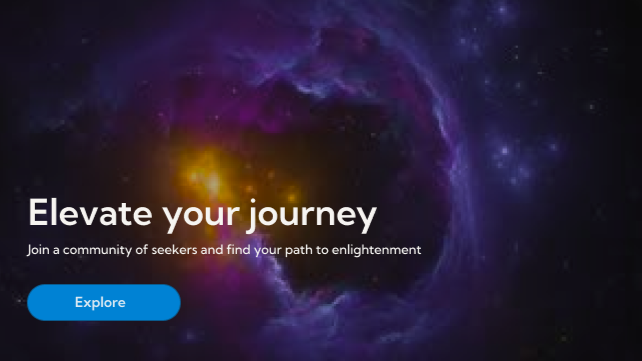 Elevate your journey
Join a community of seekers and find your path to enlightenment
Explore